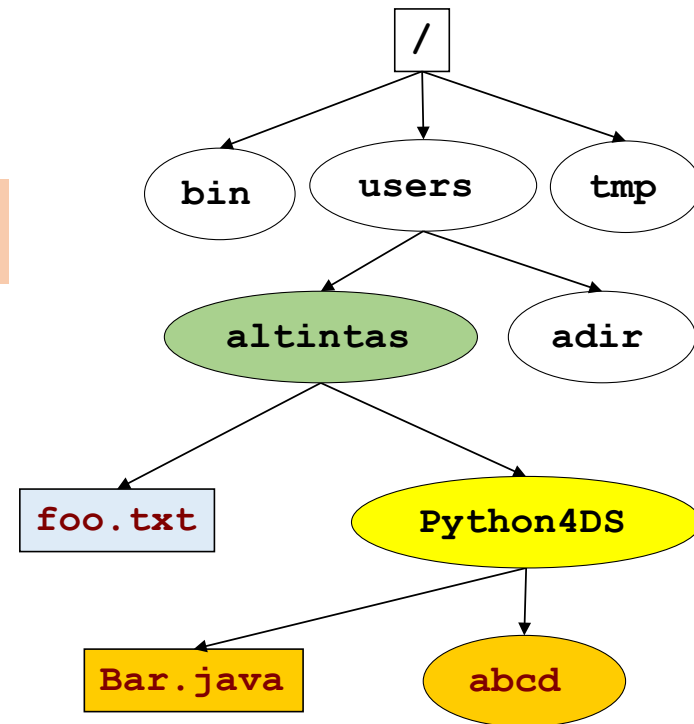 /
bin users tmp
altintas adir
foo.txt Python4DS
Bar.java abcd